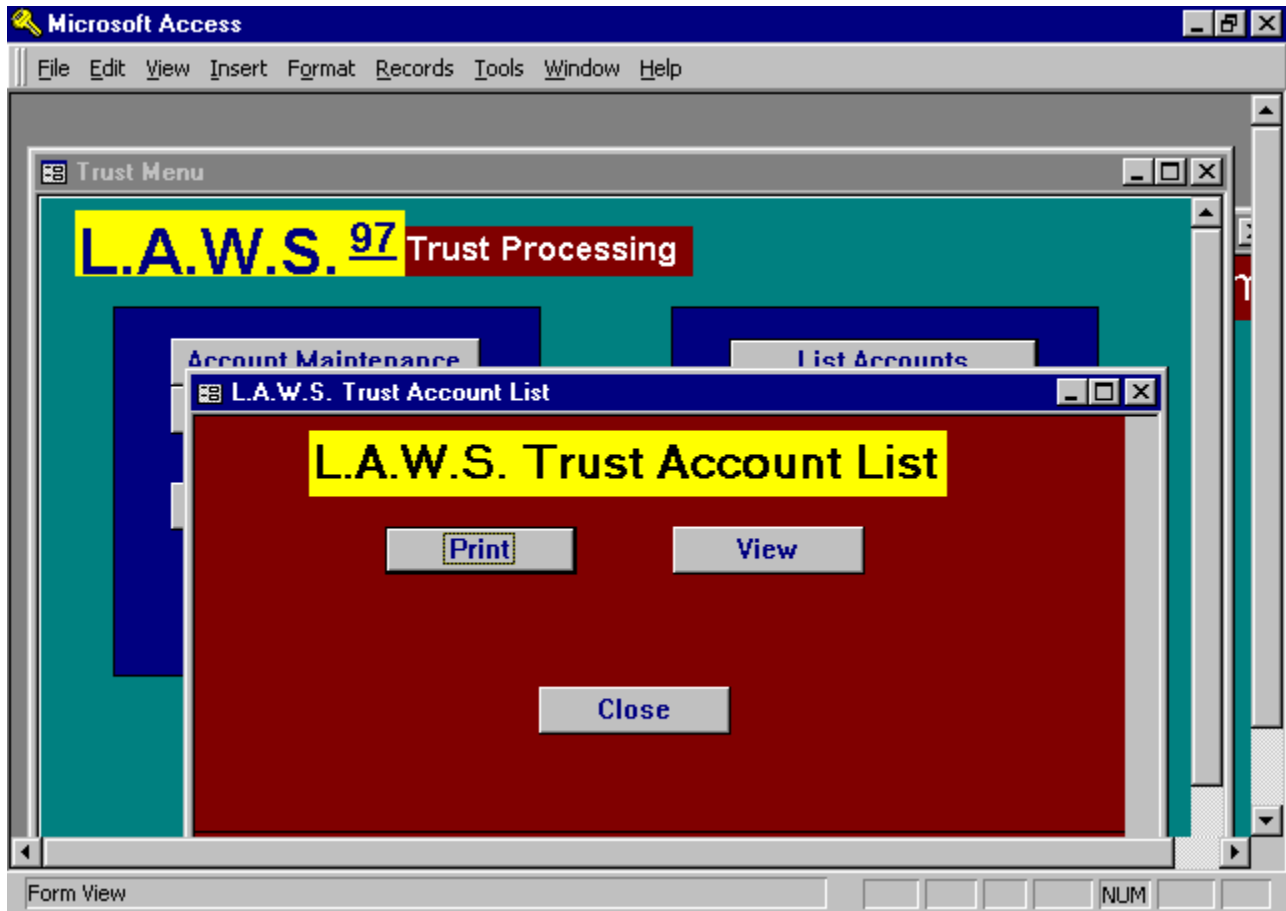 Microsoft Access
File Edit View Insert Format Records Tools Window Help
Trust Menu
L.A.W.S. 97 Trust Processing
Account Maintenance List Accounts
L.A.W.S. Trust Account List
L.A.W.S. Trust Account List
Print View
Close
Form View NUM